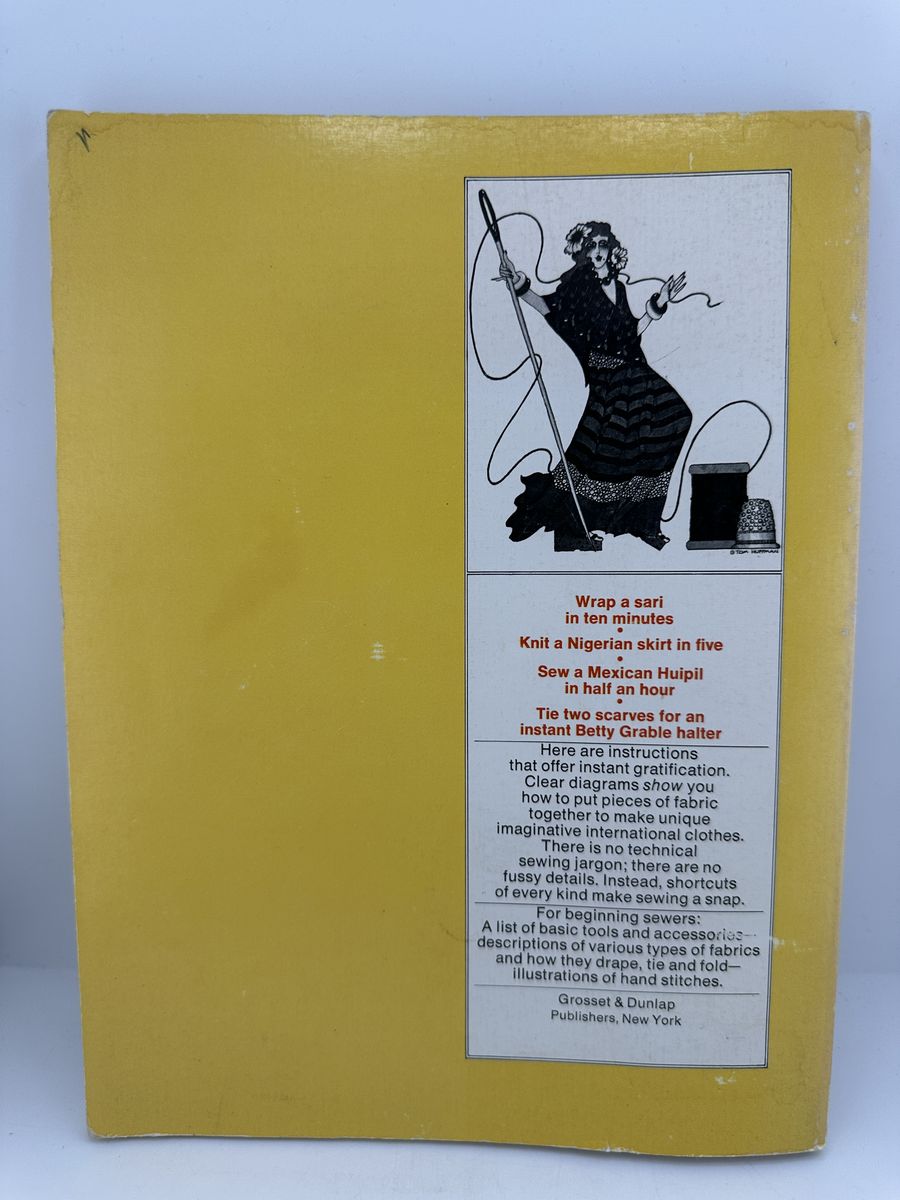 © TOM HUFFMAN
Wrap a sari
in ten minutes
•
Knit a Nigerian skirt in five
•
Sew a Mexican Huipil
in half an hour
•
Tie two scarves for an
instant Betty Grable halter
Here are instructions
that offer instant gratification.
Clear diagrams show you
how to put pieces of fabric
together to make unique
imaginative international clothes.
There is no technical
sewing jargon; there are no
fussy details. Instead, shortcuts
of every kind make sewing a snap.
For beginning sewers:
A list of basic tools and accessories—
descriptions of various types of fabrics
and how they drape, tie and fold—
illustrations of hand stitches.
Grosset & Dunlap
Publishers, New York